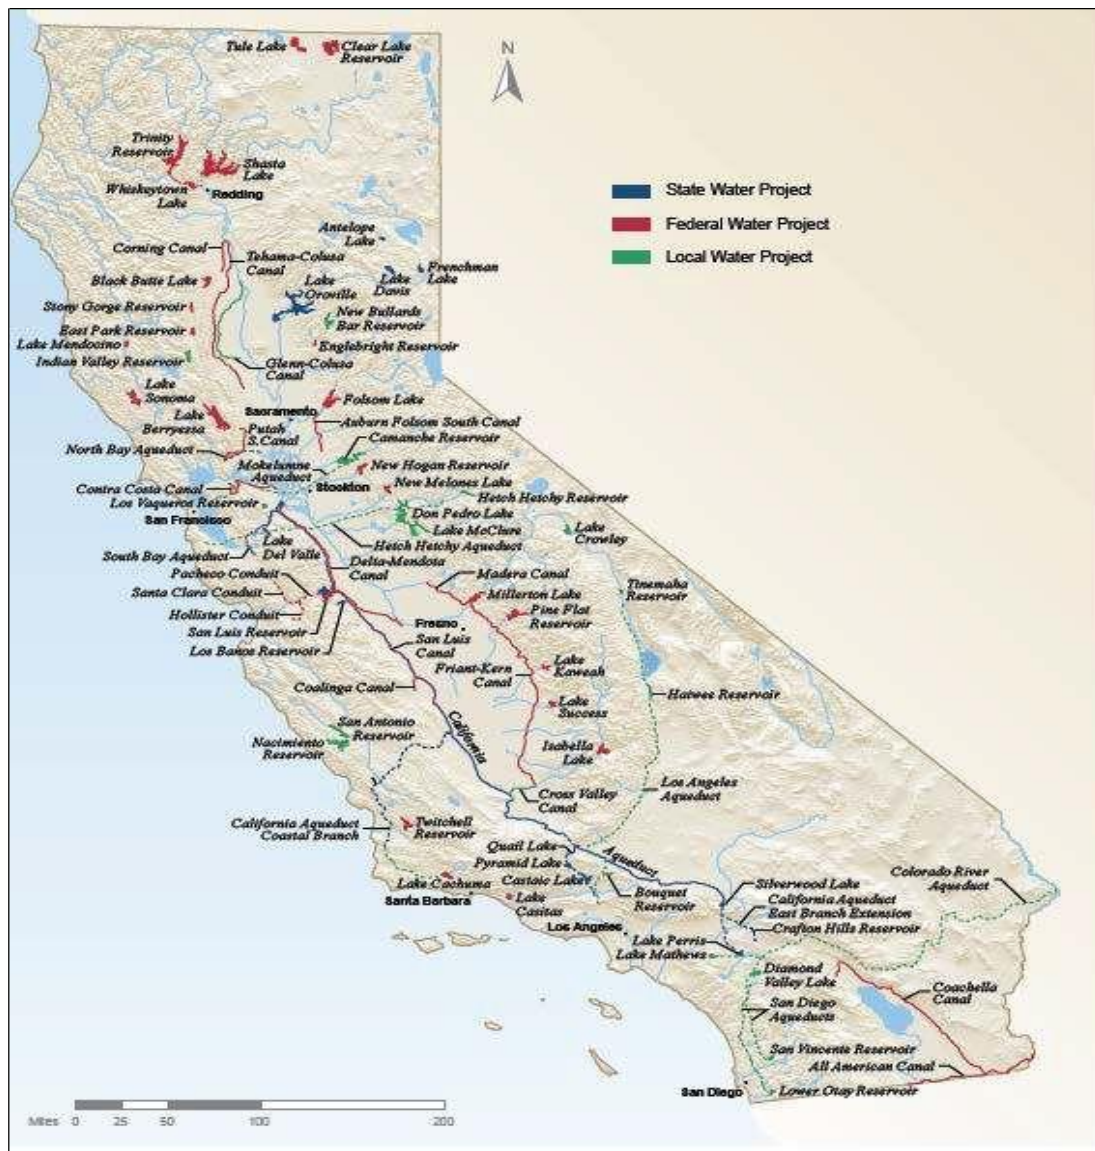 Tule Lake
Clear Lake
Reservoir
N
Trinity
Reservoir
Shasta
Lake
Whiskeytown
Lake
Redding
State Water Project
Federal Water Project
Local Water Project
Antelope
Lake
Corning Canal
Tehama-Colusa
Canal
Frenchman
Lake
Lake
Davis
Black Butte Lake
Lake
Oroville
Stony Gorge Reservoir
New Bullards
Bar Reservoir
East Park Reservoir
Lake Mendocino
Englebright Reservoir
Indian Valley Reservoir
Glenn-Colusa
Canal
Lake
Sonoma
Folsom Lake
Lake
Berryessa
Sacramento
Putah
S.Canal
Auburn Folsom South Canal
Camanche Reservoir
North Bay Aqueduct
Mokelumne
Aqueduct
New Hogan Reservoir
New Melones Lake
Contra Costa Canal
Stockton
Los Vaqueros Reservoir
Hetch Hetchy Reservoir
San Francisco
Don Pedro Lake
Lake McClure
Lake
Crowley
South Bay Aqueduct
Lake
Del Valle
Hetch Hetchy Aqueduct
Delta-Mendota
Canal
Pacheco Conduit
Madera Canal
Tinemaha
Reservoir
Santa Clara Conduit
Millerton Lake
Hollister Conduit
Pine Flat
Reservoir
San Luis Reservoir
Fresno
San Luis
Canal
Los Banos Reservoir
Friant-Kern
Canal
Lake
Kaweah
Coalinga Canal
Haiwee Reservoir
Lake
Success
San Antonio
Reservoir
Nacimiento
Reservoir
California
Isabella
Lake
Cross Valley
Canal
Los Angeles
Aqueduct
California Aqueduct
Coastal Branch
Twitchell
Reservoir
Quail Lake
Aqueduct
Pyramid Lake
Colorado River
Aqueduct
Lake Cachuma
Castaic Lake
Santa Barbara
Bouquet
Reservoir
Silverwood Lake
California Aqueduct
East Branch Extension
Crafton Hills Reservoir
Lake
Casitas
Los Angeles
Lake Perris
Lake Mathews
Diamond
Valley Lake
Coachella
Canal
San Diego
Aqueducts
San Vincente Reservoir
All American Canal
San Diego
Lower Otay Reservoir
Miles 0 25 50 100 200